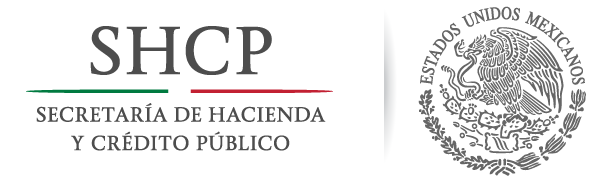 SHCP
SECRETARÍA DE HACIENDA
Y CRÉDITO PÚBLICO
ESTADOS UNIDOS MEXICANOS